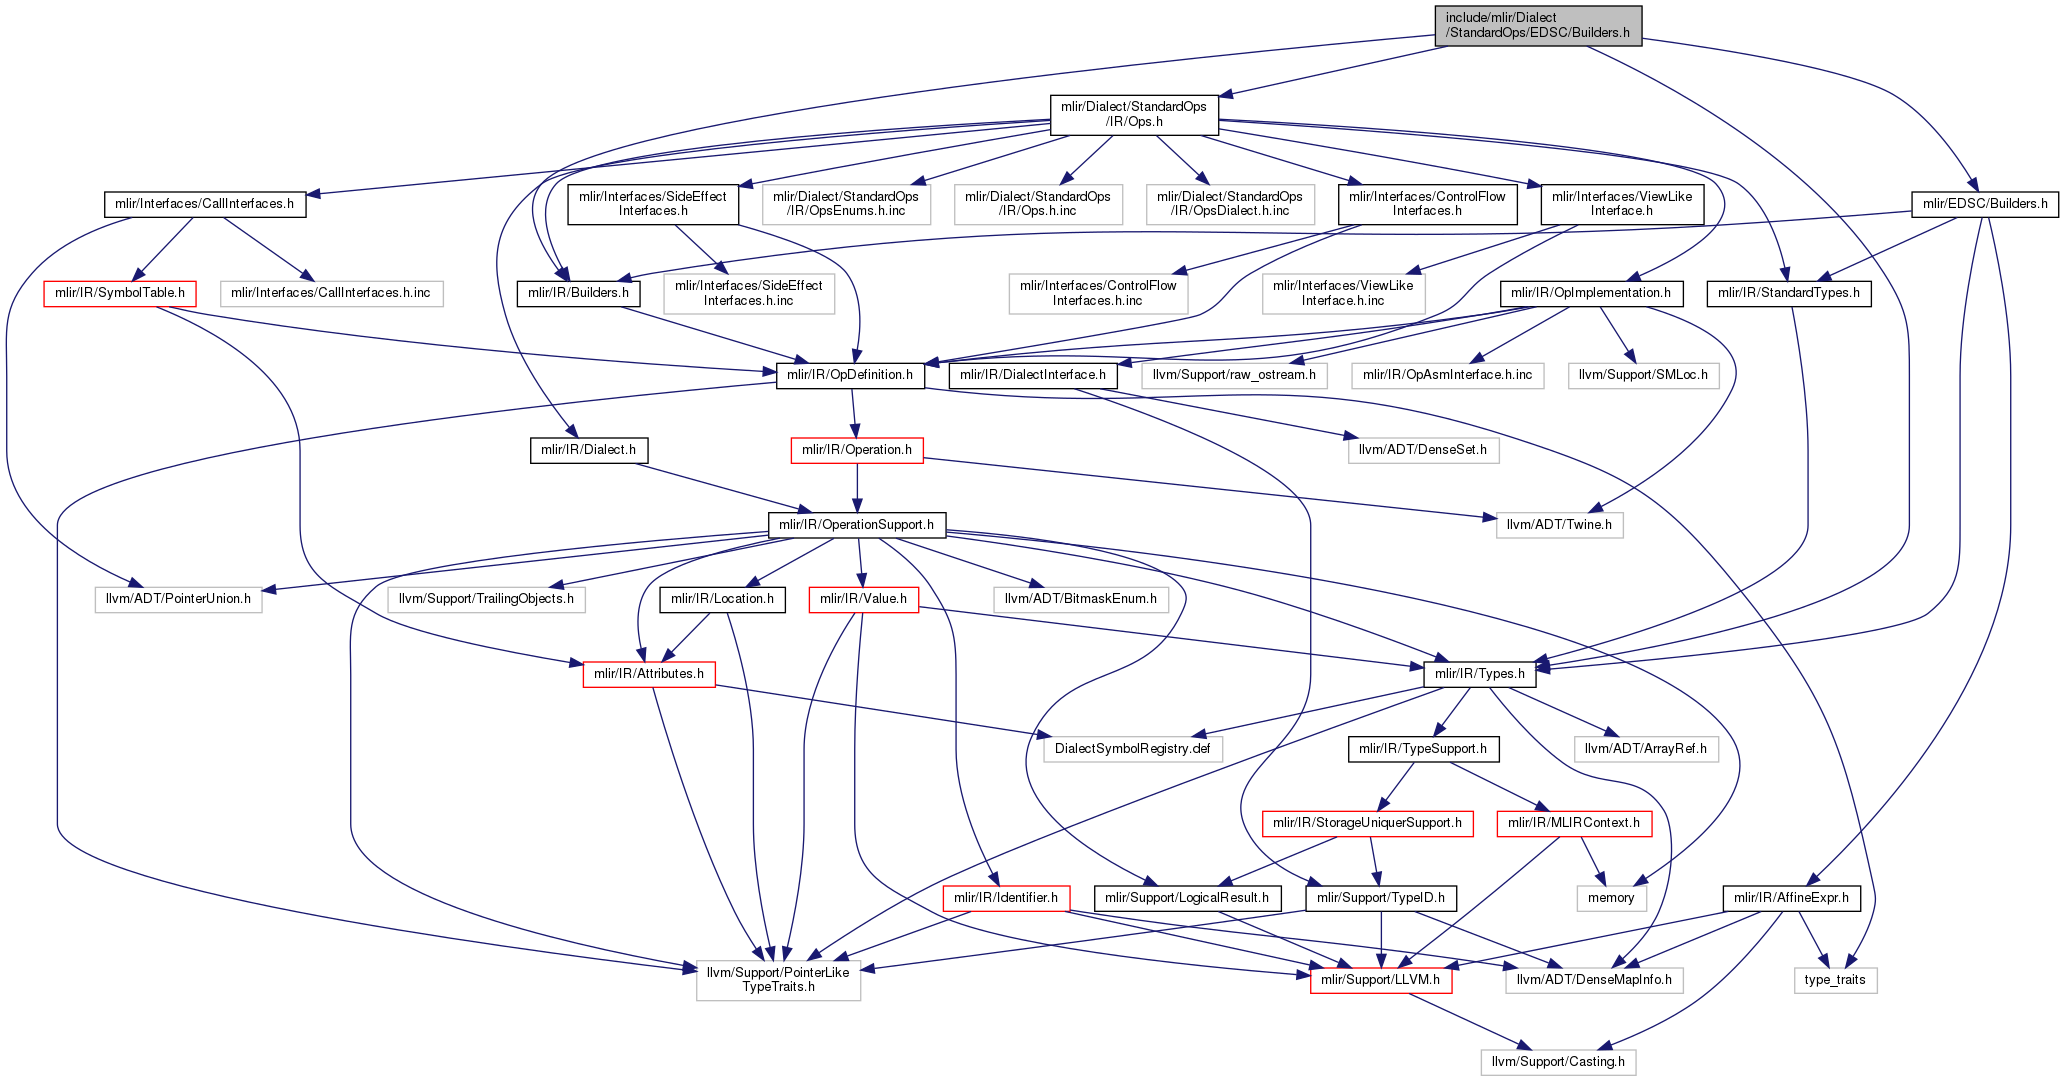 include/mlir/Dialect
/StandardOps/EDSC/Builders.h
mlir/Dialect/StandardOps
/IR/Ops.h
mlir/Interfaces/CallInterfaces.h
mlir/Interfaces/SideEffect
Interfaces.h
mlir/Dialect/StandardOps
/IR/OpsEnums.h.inc
mlir/Dialect/StandardOps
/IR/Ops.h.inc
mlir/Dialect/StandardOps
/IR/OpsDialect.h.inc
mlir/Interfaces/ControlFlow
Interfaces.h
mlir/Interfaces/ViewLike
Interface.h
mlir/EDSC/Builders.h
mlir/IR/SymbolTable.h
mlir/Interfaces/CallInterfaces.h.inc
mlir/IR/Builders.h
mlir/Interfaces/SideEffect
Interfaces.h.inc
mlir/Interfaces/ControlFlow
Interfaces.h.inc
mlir/Interfaces/ViewLike
Interface.h.inc
mlir/IR/OpImplementation.h
mlir/IR/StandardTypes.h
mlir/IR/OpDefinition.h
mlir/IR/DialectInterface.h
llvm/Support/raw_ostream.h
mlir/IR/OpAsmInterface.h.inc
llvm/Support/SMLoc.h
mlir/IR/Dialect.h
mlir/IR/Operation.h
llvm/ADT/DenseSet.h
mlir/IR/OperationSupport.h
llvm/ADT/Twine.h
llvm/ADT/PointerUnion.h
llvm/Support/TrailingObjects.h
mlir/IR/Location.h
mlir/IR/Value.h
llvm/ADT/BitmaskEnum.h
mlir/IR/Attributes.h
mlir/IR/Types.h
DialectSymbolRegistry.def
mlir/IR/TypeSupport.h
llvm/ADT/ArrayRef.h
mlir/IR/StorageUniquerSupport.h
mlir/IR/MLIRContext.h
mlir/IR/Identifier.h
mlir/Support/LogicalResult.h
mlir/Support/TypeID.h
memory
mlir/IR/AffineExpr.h
llvm/Support/PointerLike
TypeTraits.h
mlir/Support/LLVM.h
llvm/ADT/DenseMapInfo.h
type_traits
llvm/Support/Casting.h